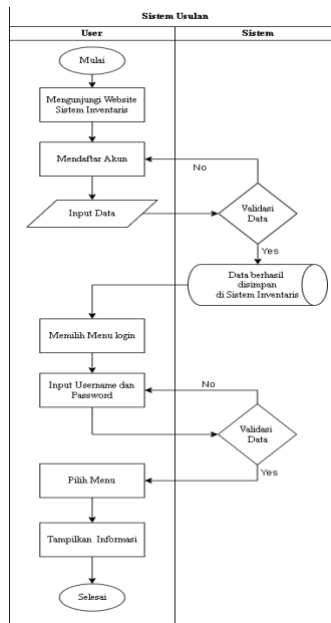 Sistem Usulan
User
Sistem
Mulai
Mengunjungi Website
Sistem Inventaris
Mendaftar Akun
No
Input Data
Validasi
Data
Yes
Data berhasil
disimpan
di Sistem Inventaris
Memilih Menu login
Input Username dan
Password
No
Validasi
Data
Yes
Pilih Menu
Tampilkan Informasi
Selesai